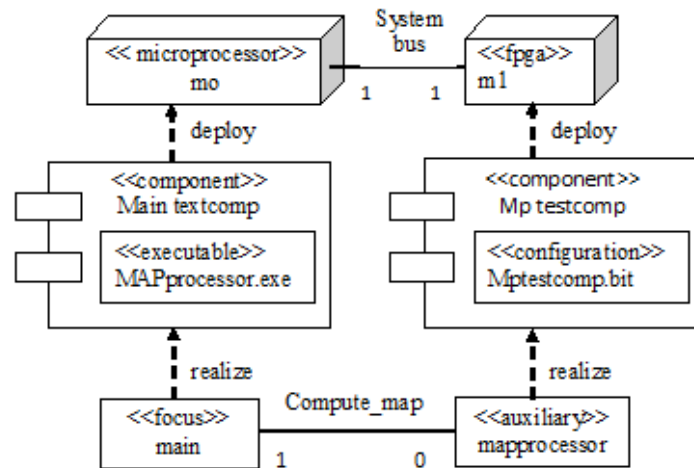 System
bus
<< microprocessor>>
mo
<<fpga>>
m1
1
1
deploy
deploy
<<component>>
Main textcomp
<<executable>>
MAPprocessor.exe
<<component>>
Mp testcomp
<<configuration>>
Mptestcomp.bit
realize
realize
<<focus>>
main
Compute_map
1
0
<<auxiliary>>
mapprocessor